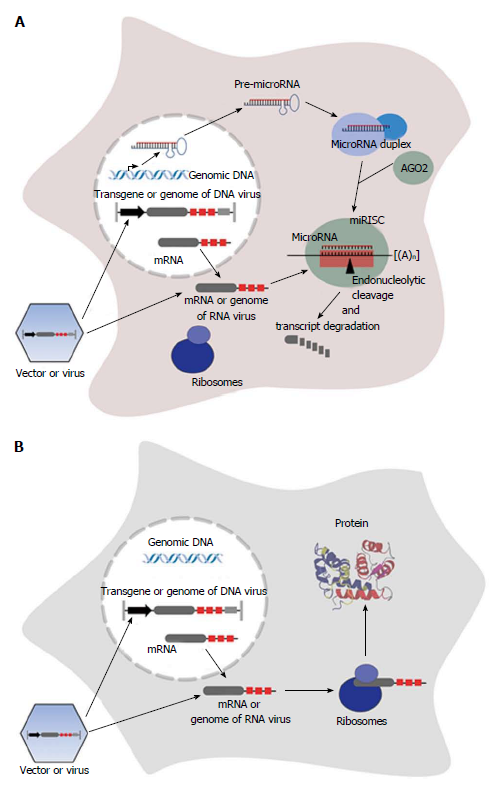 A
Pre-microRNA
MicroRNA duplex
Genomic DNA
AGO2
Transgene or genome of DNA virus
miRISC
MicroRNA
[(A)n]
mRNA
Endonucleolytic
cleavage
and
transcript degradation
mRNA or genome
of RNA virus
Vector or virus
Ribosomes
B
Genomic DNA
Protein
Transgene or genome of DNA virus
mRNA
mRNA or
genome of RNA virus
Ribosomes
Vector or virus